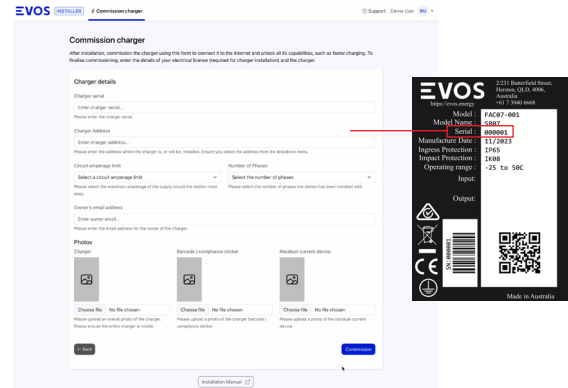 EVOS INSTALLER Commission charger Support Demo User BU
Commission charger
After installation, commission the charger using this form to connect it to the internet and unlock all its capabilities, such as faster charging. To
finalise commissioning, enter the details of your electrical license (required for charger installation) and the charger.
Charger details
Charger serial
Enter charger serial...
Please enter the charger serial.
Charger Address
Enter charger address...
Please enter the address where the charger is, or will be, installed. Ensure you select the address from the dropdown menu.
Circuit amperage limit Number of Phases
Select a circuit amperage limit Select the number of phases
Please select the maximum amperage of the supply circuit the station must Please select the number of phases the station has been installed with.
obey.
Owner's email address
Enter owner email...
Please enter the email address for the owner of the charger.
Photos
Charger Barcode / compliance sticker Residual current device
Choose file No file chosen Choose file No file chosen Choose file No file chosen
Please upload an overall photo of the charger. Please upload a photo of the charger barcode / Please upload a photo of the residual current
Please ensure the entire charger is visible. compliance sticker. device
← Back Commission
Installation Manual
EVOS
https://evos.energy
2/231 Butterfield Street,
Herston, QLD, 4006,
Australia
+61 7 3040 6668
Model : FAC07-001
Model Name : SB07
Serial : 000001
Manufacture Date : 11/2023
Ingress Protection : IP65
Impact Protection : IK08
Operating range : -25 to 50C
Input:
Output:
SN:000001
CE
Made in Australia